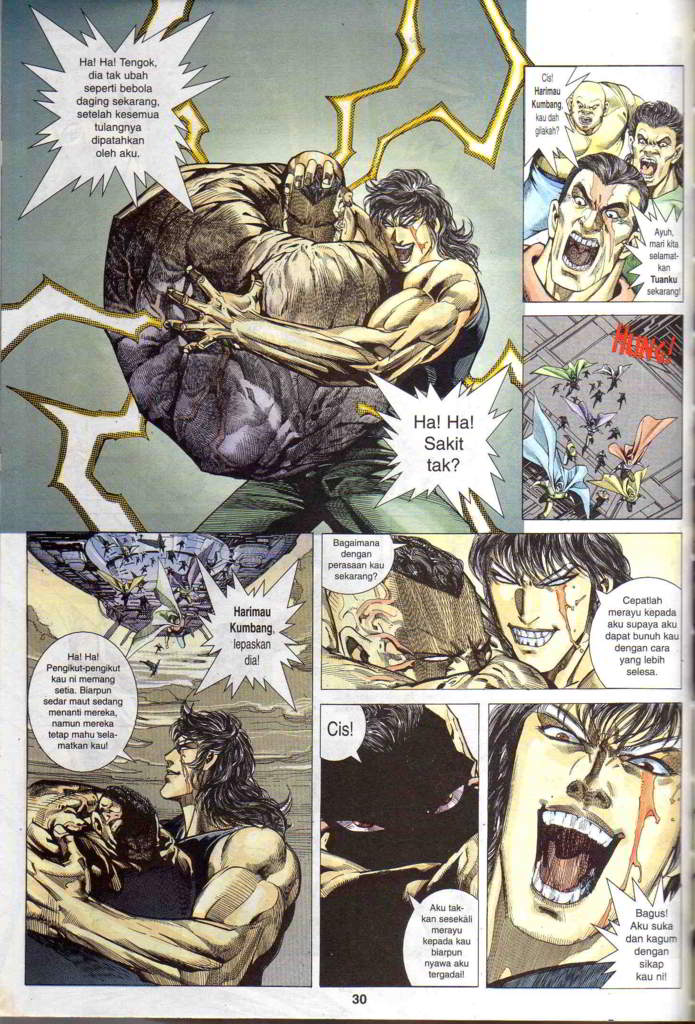 Ha! Ha! Tengok,
dia tak ubah
seperti bebola
daging sekarang,
setelah kesemua
tulangnya
dipatahkan
oleh aku.
Ha! Ha!
Sakit
tak?
Cis!
Harimau
Kumbang,
kau dah
gilakah?
Ayuh,
mari kita
selamat-
kan
Tuanku
sekarang!
HUNG!
Harimau
Kumbang,
lepaskan
dia!
Ha! Ha!
Pengikut-pengikut
kau ni memang
setia. Biarpun
sedar maut sedang
menanti mereka,
namun mereka
tetap mahu sela-
matkan kau!
Bagaimana
dengan
perasaan kau
sekarang?
Cepatlah
merayu kepada
aku supaya aku
dapat bunuh kau
dengan cara
yang lebih
selesa.
Cis!
Aku tak-
kan sesekali
merayu
kepada kau
biarpun
nyawa aku
tergadai!
Bagus!
Aku suka
dan kagum
dengan
sikap
kau ni!
30